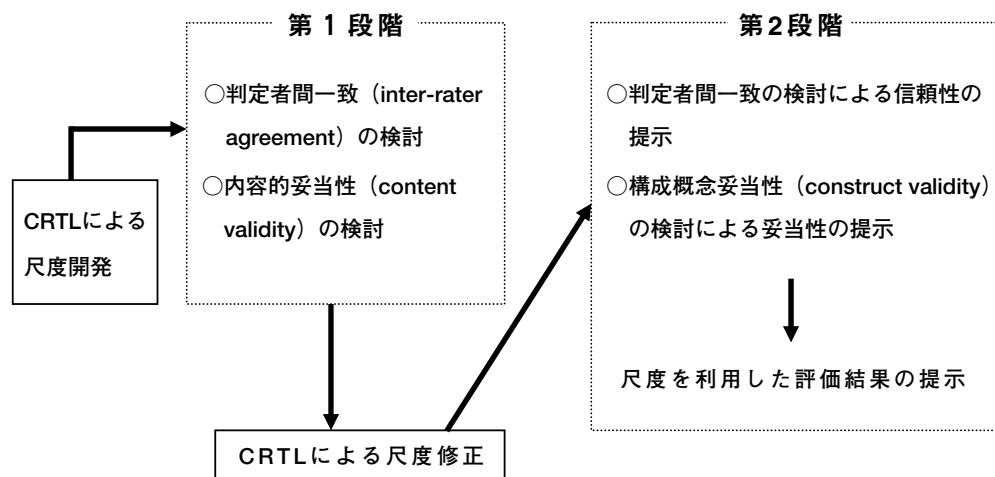 第1段階
○判定者間一致（inter-rater
agreement）の検討
○内容的妥当性（content
validity）の検討
CRTLによる
尺度開発
CRTLによる尺度修正
第2段階
○判定者間一致の検討による信頼性の
提示
○構成概念妥当性（construct validity）
の検討による妥当性の提示
尺度を利用した評価結果の提示